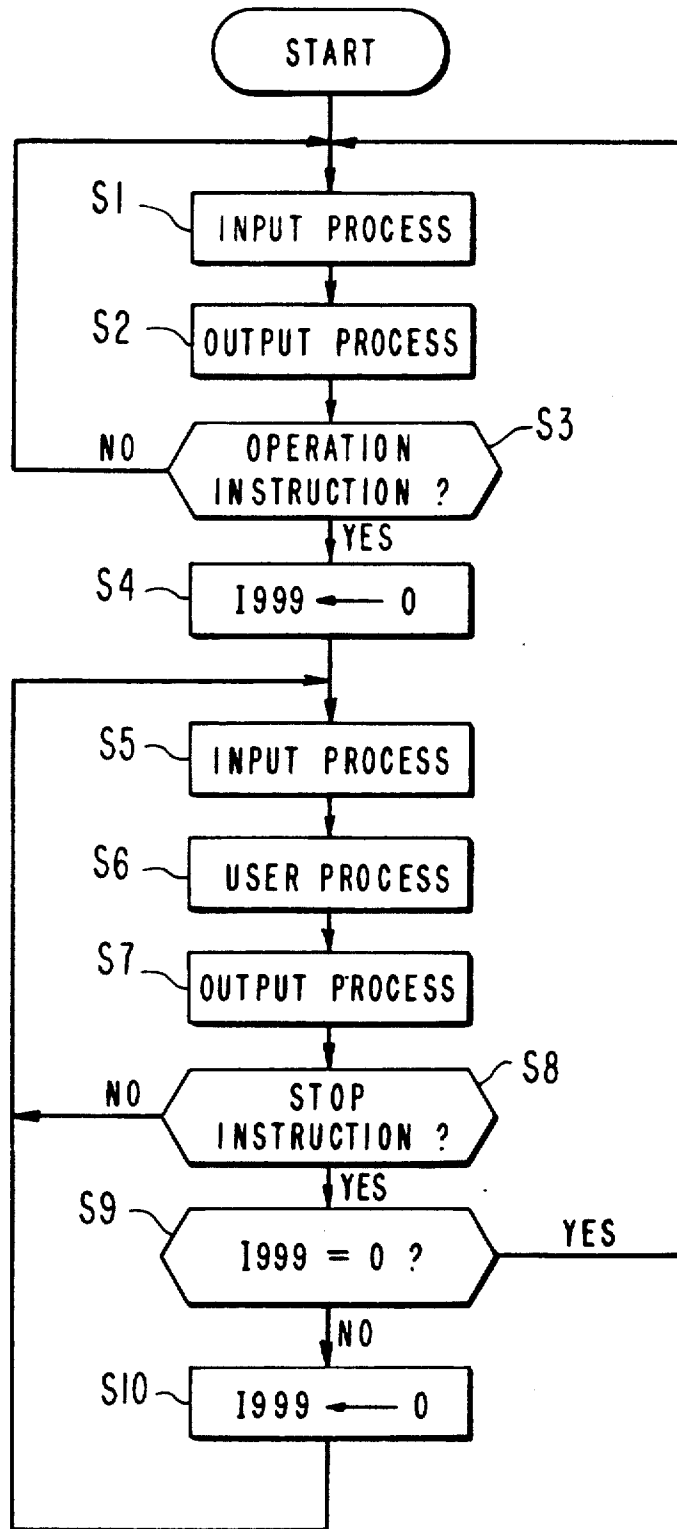 START
S1
INPUT PROCESS
S2
OUTPUT PROCESS
S3
NO
OPERATION
INSTRUCTION ?
YES
S4
I999 ← 0
S5
INPUT PROCESS
S6
USER PROCESS
S7
OUTPUT PROCESS
S8
NO
STOP
INSTRUCTION ?
YES
S9
I999 = 0 ?
YES
NO
S10
I999 ← 0